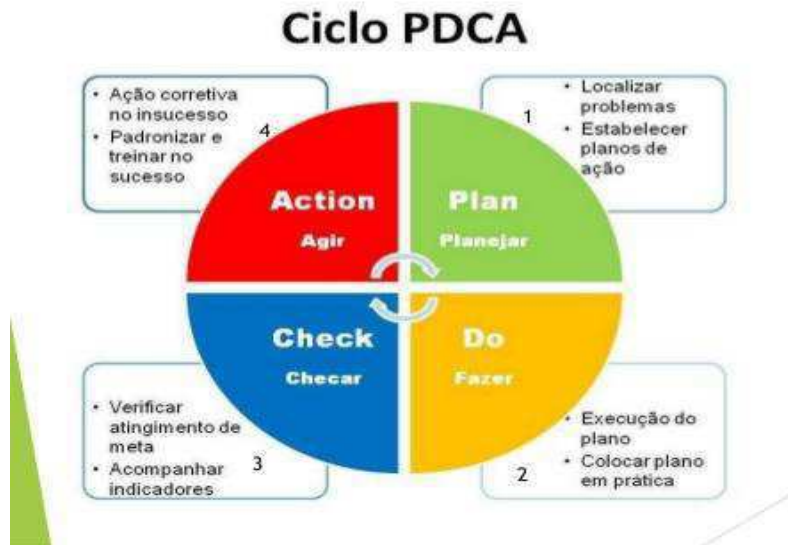 Ciclo PDCA
• Ação corretiva
no insucesso
• Padronizar e
treinar no
sucesso
4
1
• Localizar
problemas
• Estabelecer
planos de
ação
Action
Agir
Plan
Planejar
Check
Checar
Do
Fazer
• Verificar
atingimento de
meta
• Acompanhar
indicadores
3
2
• Execução do
plano
• Colocar plano
em prática